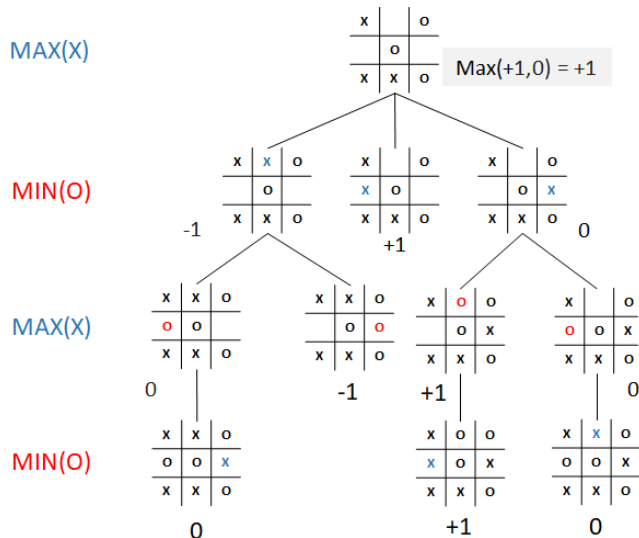 x o
MAX(X)
o
Max(+1,0) = +1
x x o
x x o x o x o
MIN(O)
o x o o x
x x o x x o x x o
-1
+1
0
x x o x x o x o o x o
MAX(X)
o o o o o x o o x
x x o x x o x x o x x o
0
-1
+1
0
x x o x o o x x o
MIN(O)
o o x x o x o o x
x x o x x o x x o
0
+1
0